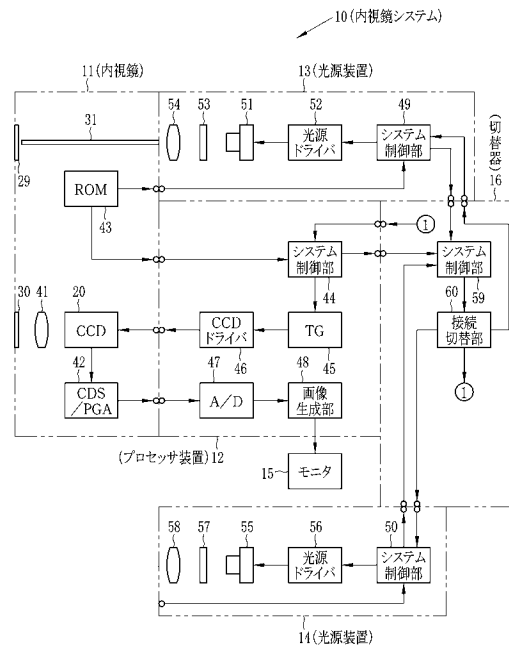 10(内視鏡システム)
11(内視鏡)
13(光源装置)
(切替器)16
31
54
53
51
52
49
光源
ドライバ
システム
制御部
29
ROM
43
1
システム
制御部
44
システム
制御部
59
30
41
20
CCD
CCD
ドライバ
46
TG
45
60
接続
切替部
42
CDS
/PGA
47
A/D
48
画像
生成部
1
(プロセッサ装置)12
15
モニタ
58
57
55
56
50
光源
ドライバ
システム
制御部
14(光源装置)